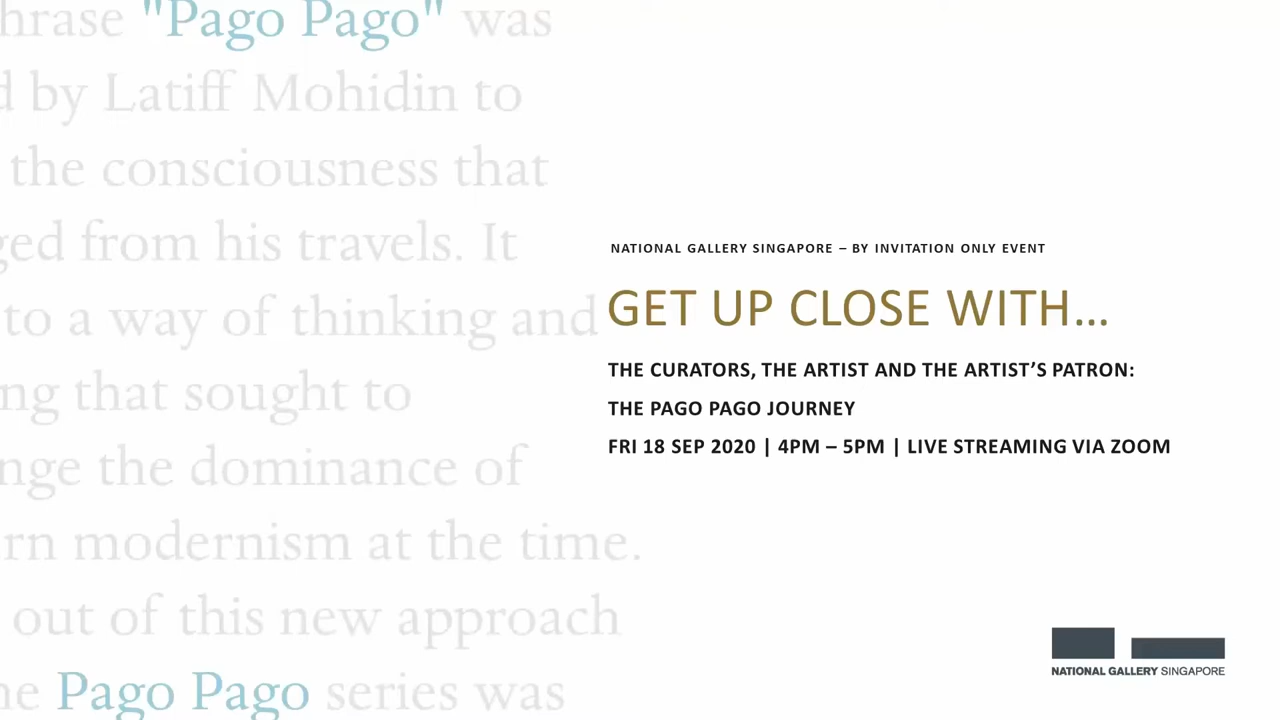 hrase "Pago Pago" was
d by Latiff Mohidin to
the consciousness that
ged from his travels. It
to a way of thinking and
ng that sought to
nge the dominance of
rn modernism at the time.
out of this new approach
ne Pago Pago series was
NATIONAL GALLERY SINGAPORE – BY INVITATION ONLY EVENT
GET UP CLOSE WITH...
THE CURATORS, THE ARTIST AND THE ARTIST'S PATRON:
THE PAGO PAGO JOURNEY
FRI 18 SEP 2020 | 4PM – 5PM | LIVE STREAMING VIA ZOOM
NATIONAL GALLERY SINGAPORE